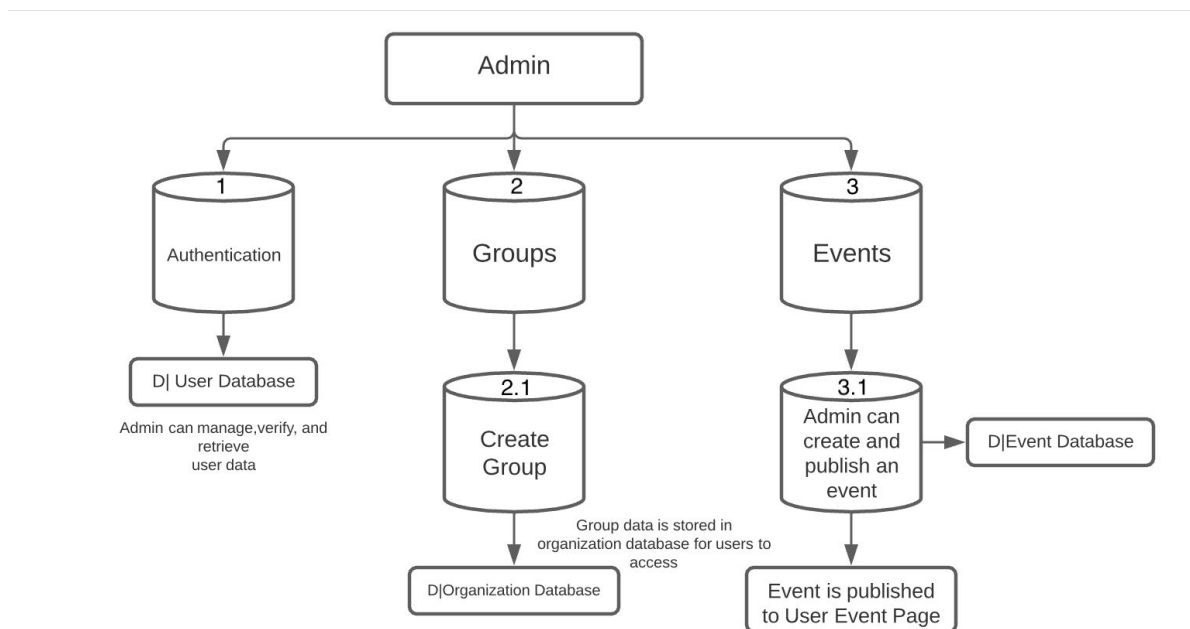 Admin
1
Authentication
D| User Database
Admin can manage,verify, and
retrieve
user data
2
Groups
2.1
Create
Group
Group data is stored in
organization database for users to
access
D|Organization Database
3
Events
3.1
Admin can
create and
publish an
event
D|Event Database
Event is published
to User Event Page